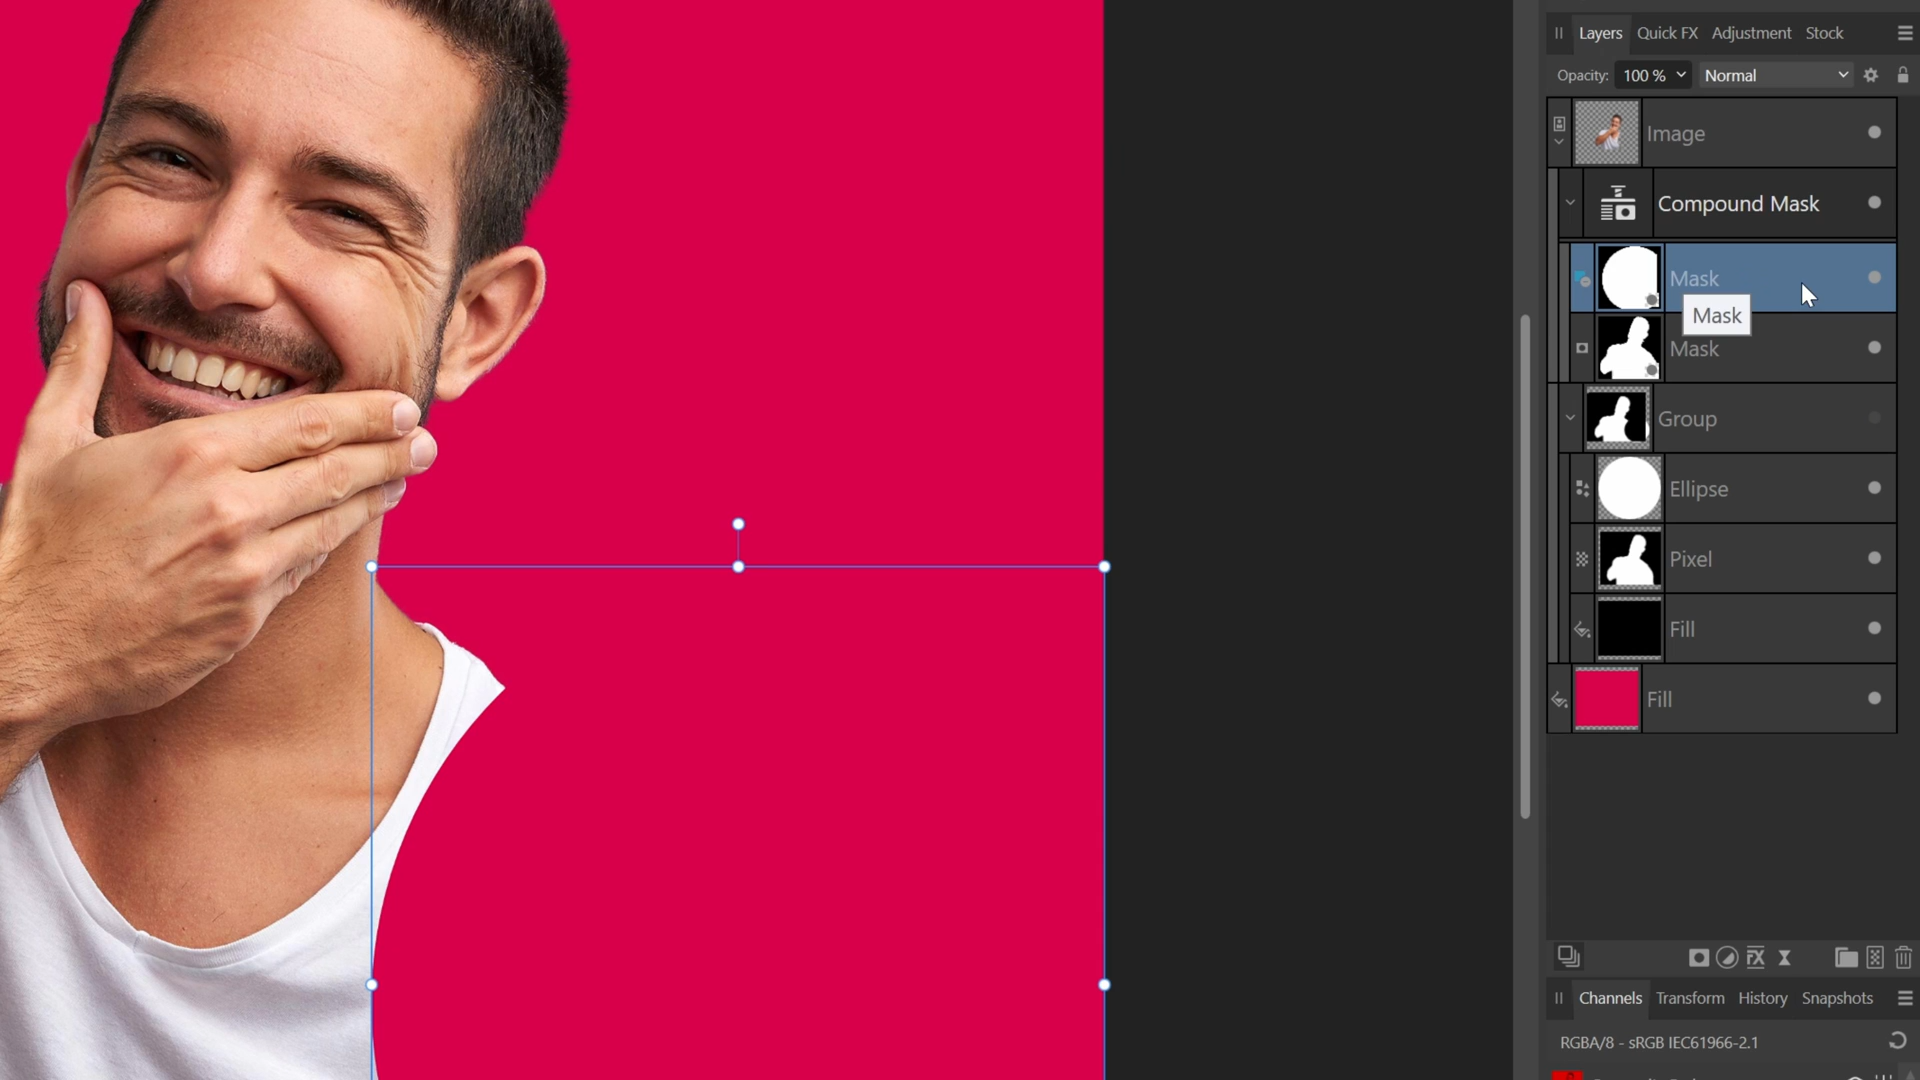 Layers Quick FX Adjustment Stock
Opacity: 100 % Normal
Image
Compound Mask
Mask
Mask
Mask
Group
Ellipse
Pixel
Fill
Fill
FX
Channels Transform History Snapshots
RGBA/8 - sRGB IEC61966-2.1